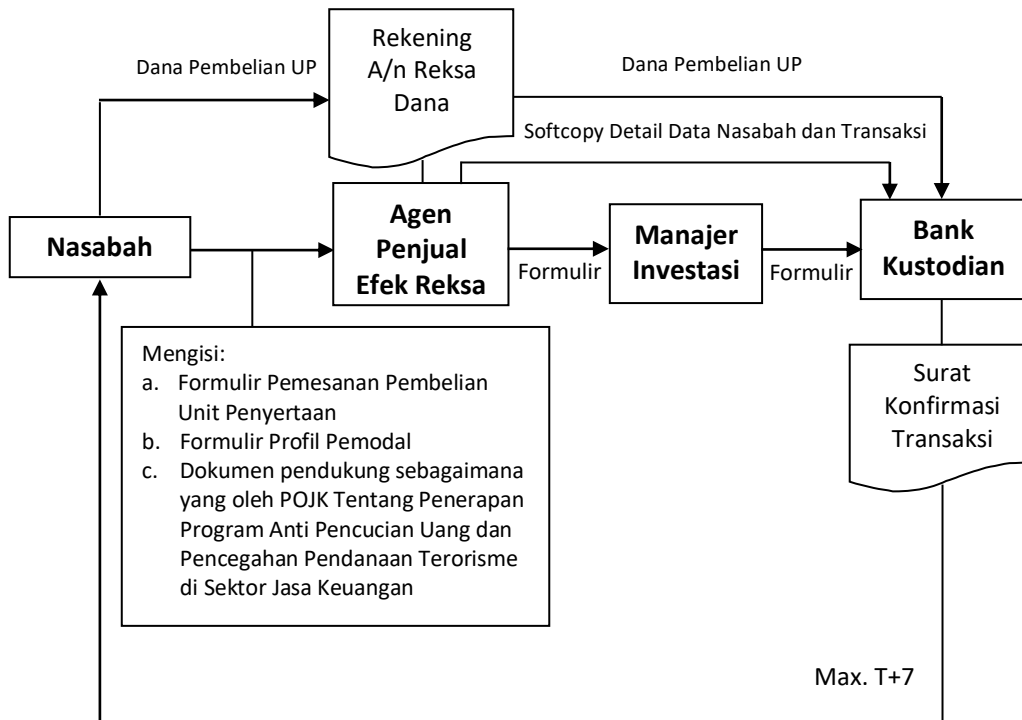 Rekening
A/n Reksa
Dana
Dana Pembelian UP
Dana Pembelian UP
Softcopy Detail Data Nasabah dan Transaksi
Nasabah
Agen
Penjual
Efek Reksa
Formulir
Manajer
Investasi
Formulir
Bank
Kustodian
Mengisi:
a. Formulir Pemesanan Pembelian
Unit Penyertaan
b. Formulir Profil Pemodal
c. Dokumen pendukung sebagaimana
yang oleh POJK Tentang Penerapan
Program Anti Pencucian Uang dan
Pencegahan Pendanaan Terorisme
di Sektor Jasa Keuangan
Surat
Konfirmasi
Transaksi
Max. T+7